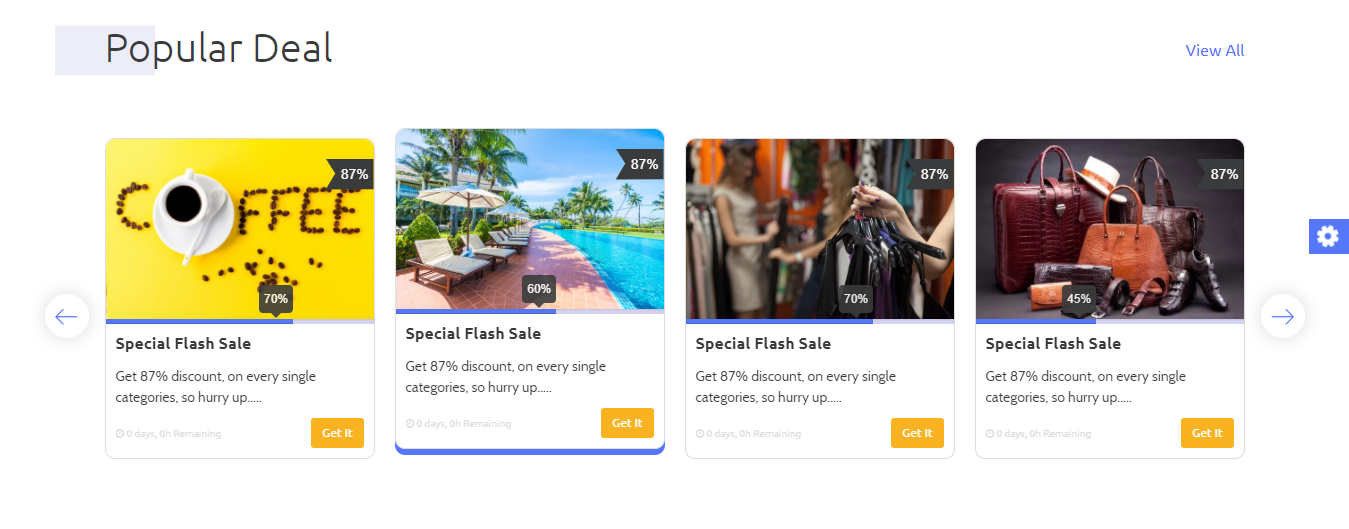 Popular Deal
View All
87%
COFFEE
70%
Special Flash Sale
Get 87% discount, on every single
categories, so hurry up.....
0 days, 0h Remaining
Get It
87%
60%
Special Flash Sale
Get 87% discount, on every single
categories, so hurry up.....
0 days, 0h Remaining
Get It
87%
70%
Special Flash Sale
Get 87% discount, on every single
categories, so hurry up.....
0 days, 0h Remaining
Get It
87%
45%
Special Flash Sale
Get 87% discount, on every single
categories, so hurry up.....
0 days, 0h Remaining
Get It